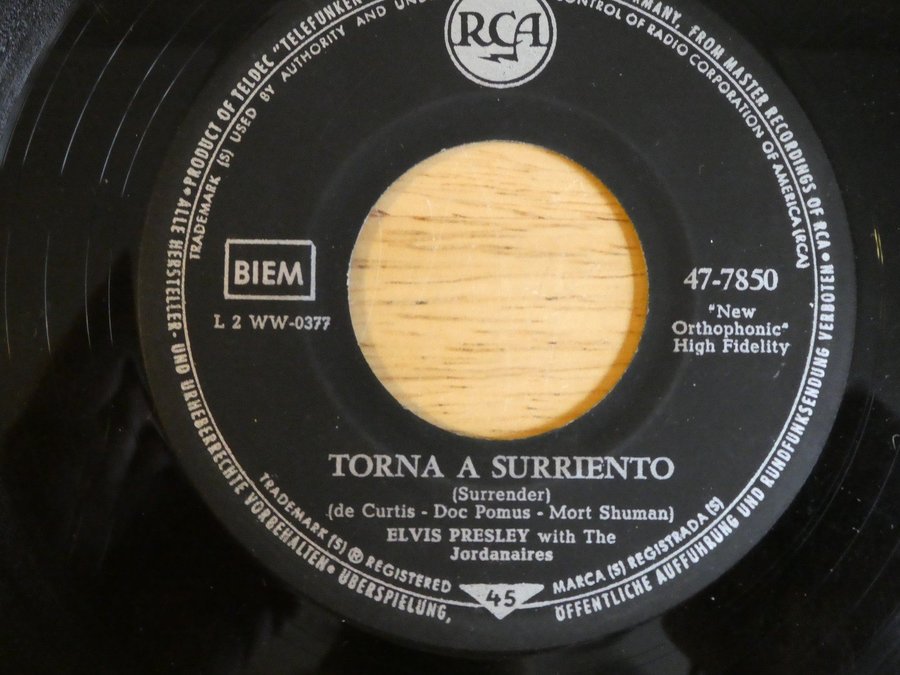 • PRODUCT OF TELDEC "TELEFUNKEN
GERMANY, FROM MASTER RECORDINGS OF RCA •
TRADEMARK (S) USED BY AUTHORITY AND
CONTROL OF RADIO CORPORATION OF AMERICA (RCA)
RCA
BIEM
L 2 WW-0377
47-7850
"New
Orthophonic"
High Fidelity
TORNA A SURRIENTO
(Surrender)
(de Curtis - Doc Pomus - Mort Shuman)
ELVIS PRESLEY with The
Jordanaires
TRADEMARK (S) ® REGISTERED
45
MARCA (S) REGISTRADA (S)
• ALLE HERSTELLER- UND URHEBERRECHTE VORBEHALTEN • ÜBERSPIELUNG,
ÖFFENTLICHE AUFFÜHRUNG UND RUNDFUNKSENDUNG VERBOTEN •